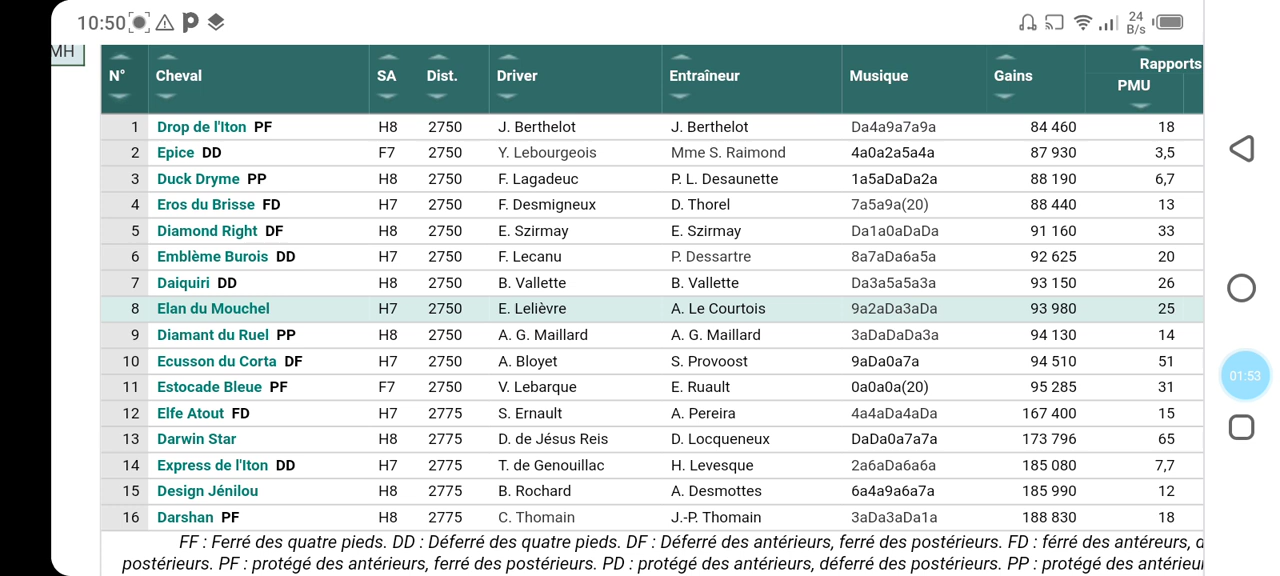 10:50 24 B/s
MH
Rapports
N° Cheval SA Dist. Driver Entraîneur Musique Gains PMU
1 Drop de l'Iton PF H8 2750 J. Berthelot J. Berthelot Da4a9a7a9a 84 460 18
2 Epice DD F7 2750 Y. Lebourgeois Mme S. Raimond 4a0a2a5a4a 87 930 3,5
3 Duck Dryme PP H8 2750 F. Lagadeuc P. L. Desaunette 1a5aDaDa2a 88 190 6,7
4 Eros du Brisse FD H7 2750 F. Desmigneux D. Thorel 7a5a9a(20) 88 440 13
5 Diamond Right DF H8 2750 E. Szirmay E. Szirmay Da1a0aDaDa 91 160 33
6 Emblème Burois DD H7 2750 F. Lecanu P. Dessartre 8a7aDa6a5a 92 625 20
7 Daiquiri DD H8 2750 B. Vallette B. Vallette Da3a5a5a3a 93 150 26
8 Elan du Mouchel H7 2750 E. Lelièvre A. Le Courtois 9a2aDa3aDa 93 980 25
9 Diamant du Ruel PP H8 2750 A. G. Maillard A. G. Maillard 3aDaDaDa3a 94 130 14
10 Ecusson du Corta DF H7 2750 A. Bloyet S. Provoost 9aDa0a7a 94 510 51
11 Estocade Bleue PF F7 2750 V. Lebarque E. Ruault 0a0a0a(20) 95 285 31
12 Elfe Atout FD H7 2775 S. Ernault A. Pereira 4a4aDa4aDa 167 400 15
13 Darwin Star H8 2775 D. de Jésus Reis D. Locqueneux DaDa0a7a7a 173 796 65
14 Express de l'Iton DD H7 2775 T. de Genouillac H. Levesque 2a6aDa6a6a 185 080 7,7
15 Design Jénilou H8 2775 B. Rochard A. Desmottes 6a4a9a6a7a 185 990 12
16 Darshan PF H8 2775 C. Thomain J.-P. Thomain 3aDa3aDa1a 188 830 18
FF : Ferré des quatre pieds. DD : Déferré des quatre pieds. DF : Déferré des antérieurs, ferré des postérieurs. FD : férré des antéreurs, d
postérieurs. PF : protégé des antérieurs, ferré des postérieurs. PD : protégé des antérieurs, déferré des postérieurs. PP : protégé des antérieu
01:53